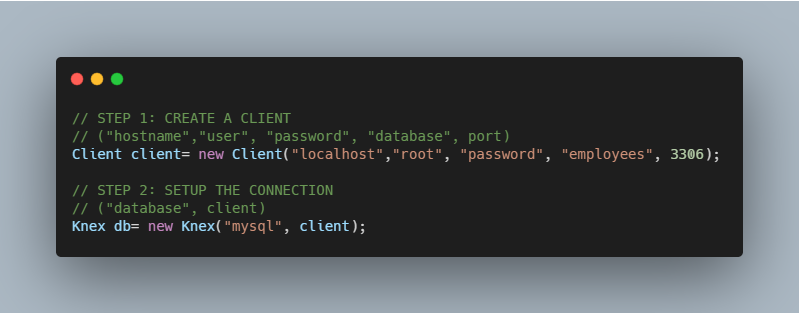 // STEP 1: CREATE A CLIENT
// ("hostname","user", "password", "database", port)
Client client= new Client("localhost","root", "password", "employees", 3306);
// STEP 2: SETUP THE CONNECTION
// ("database", client)
Knex db= new Knex("mysql", client);